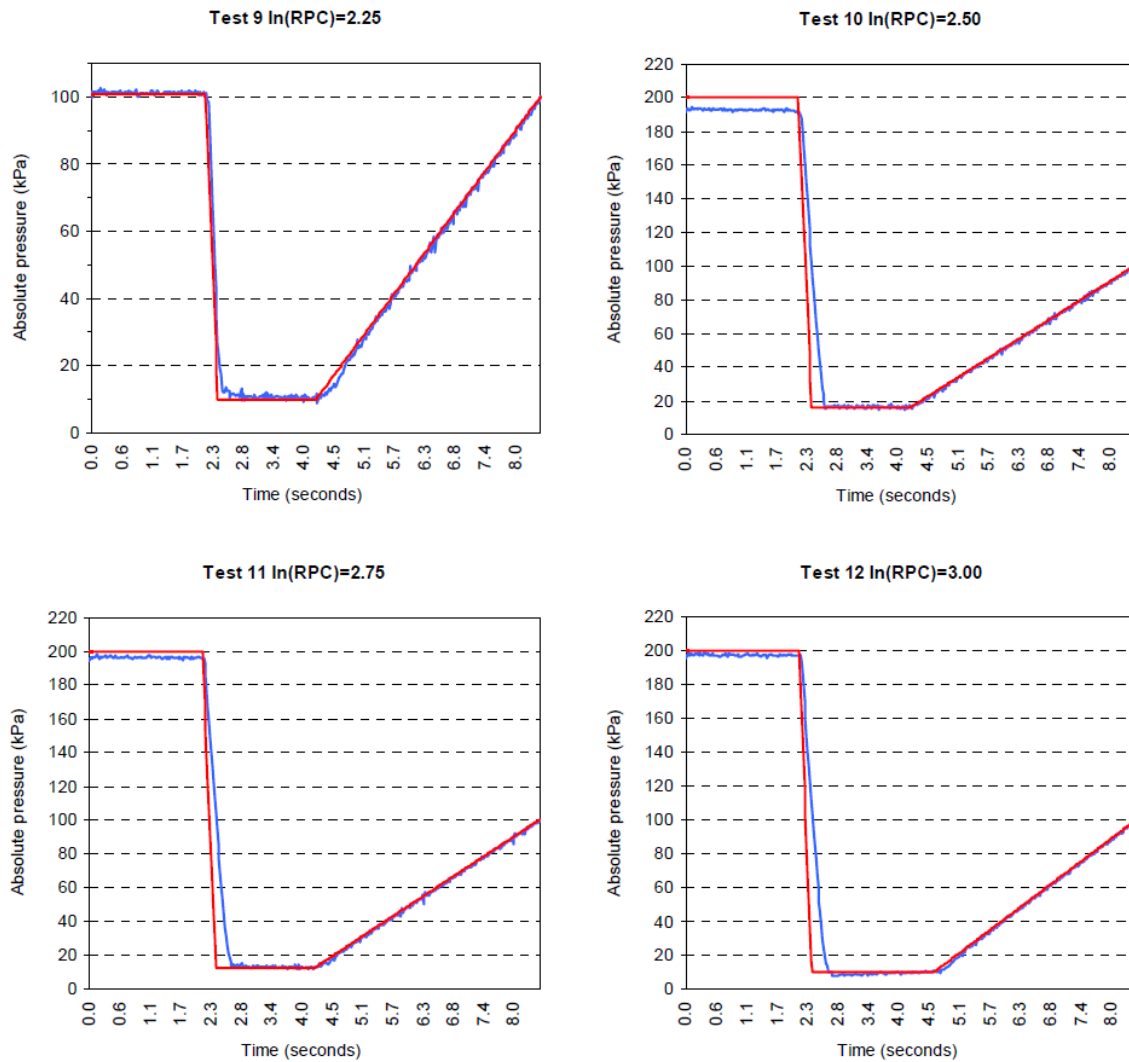 Test 9 ln(RPC)=2.25
Absolute pressure (kPa)
100
80
60
40
20
0
0.0 0.6 1.1 1.7 2.3 2.8 3.4 4.0 4.5 5.1 5.7 6.3 6.8 7.4 8.0
Time (seconds)
Test 10 ln(RPC)=2.50
Absolute pressure (kPa)
220
200
180
160
140
120
100
80
60
40
20
0
0.0 0.6 1.1 1.7 2.3 2.8 3.4 4.0 4.5 5.1 5.7 6.3 6.8 7.4 8.0
Time (seconds)
Test 11 ln(RPC)=2.75
Absolute pressure (kPa)
220
200
180
160
140
120
100
80
60
40
20
0
0.0 0.6 1.1 1.7 2.3 2.8 3.4 4.0 4.5 5.1 5.7 6.3 6.8 7.4 8.0
Time (seconds)
Test 12 ln(RPC)=3.00
Absolute pressure (kPa)
220
200
180
160
140
120
100
80
60
40
20
0
0.0 0.6 1.1 1.7 2.3 2.8 3.4 4.0 4.5 5.1 5.7 6.3 6.8 7.4 8.0
Time (seconds)